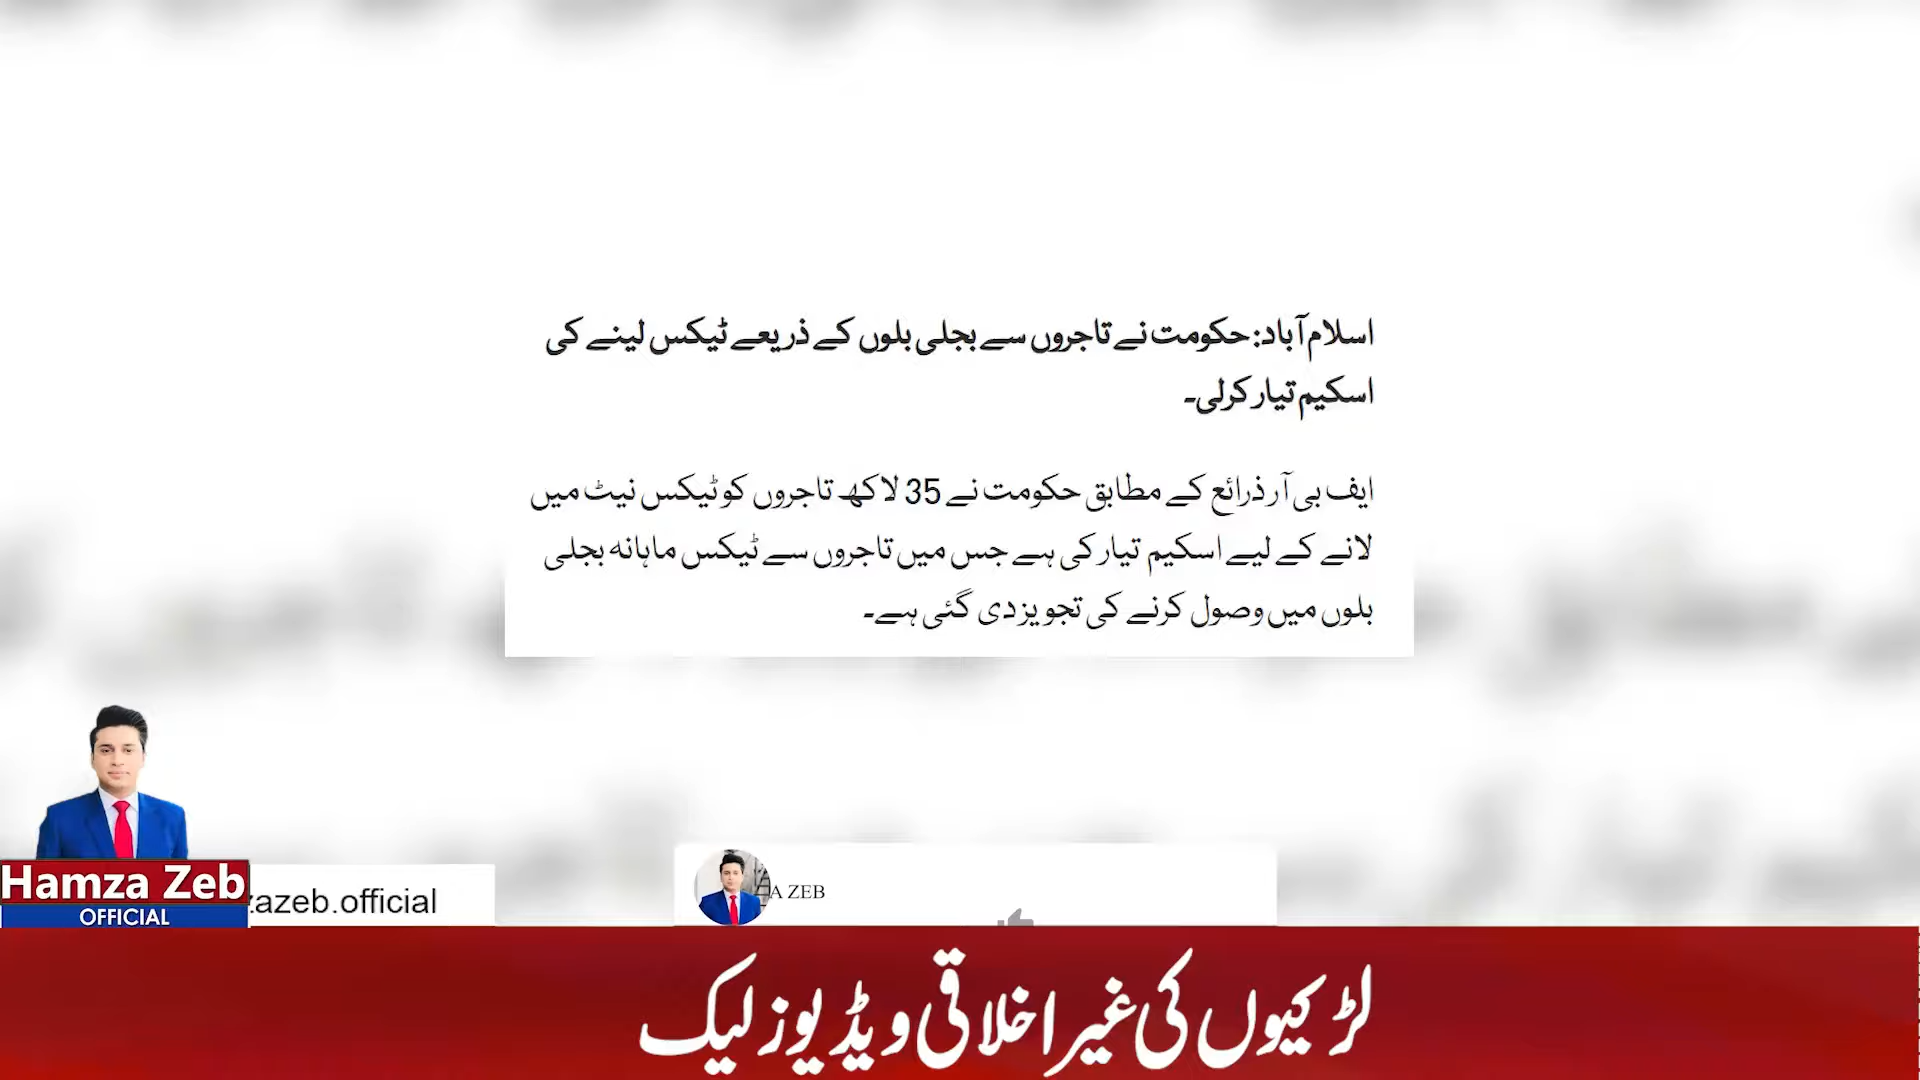 اسلام آباد: حکومت نے تاجروں سے بجلی بلوں کے ذریعے ٹیکس لینے کی
اسکیم تیار کرلی۔
ایف بی آر ذرائع کے مطابق حکومت نے 35 لاکھ تاجروں کو ٹیکس نیٹ میں
لانے کے لیے اسکیم تیار کی ہے جس میں تاجروں سے ٹیکس ماہانہ بجلی
بلوں میں وصول کرنے کی تجویز دی گئی ہے۔
Hamza Zeb
OFFICIAL
zazeb.official
A ZEB
لڑکیوں کی غیر اخلاقی ویڈیوز لیک